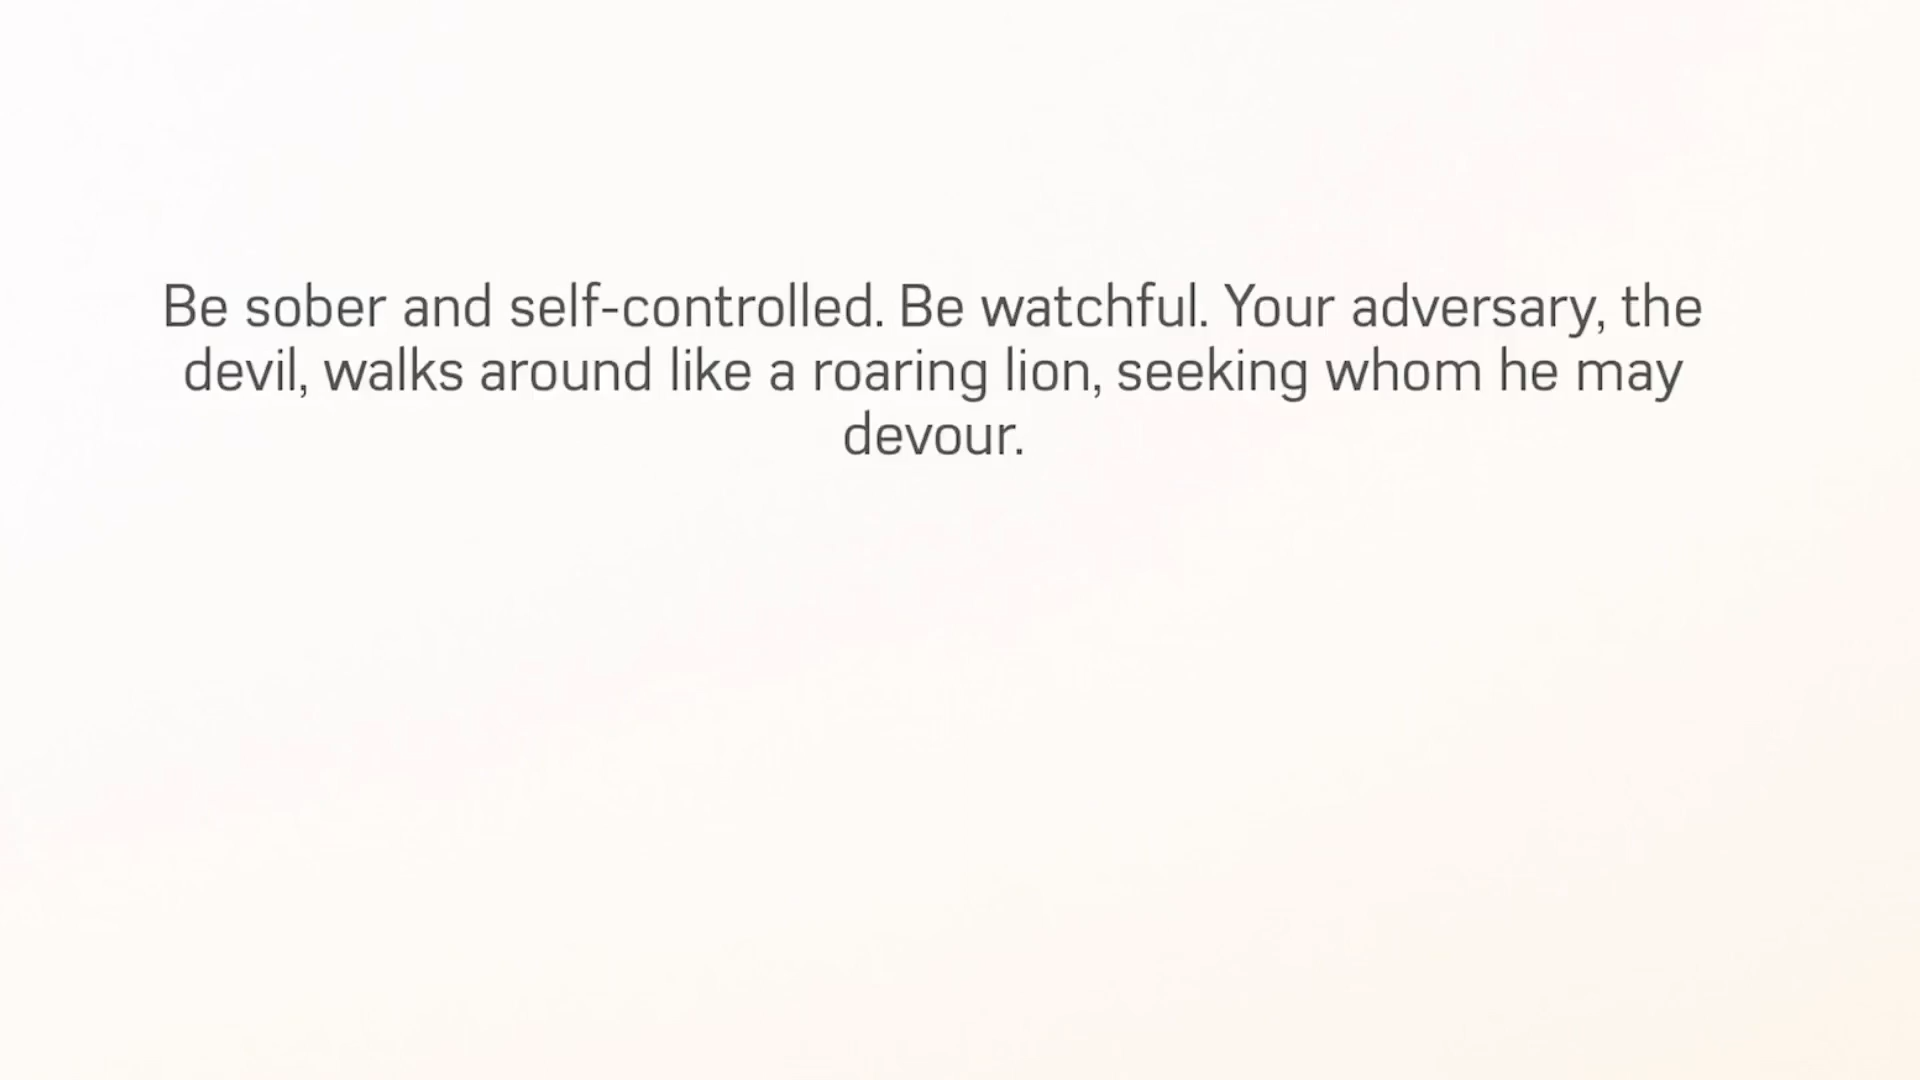 Be sober and self-controlled. Be watchful. Your adversary, the
devil, walks around like a roaring lion, seeking whom he may
devour.